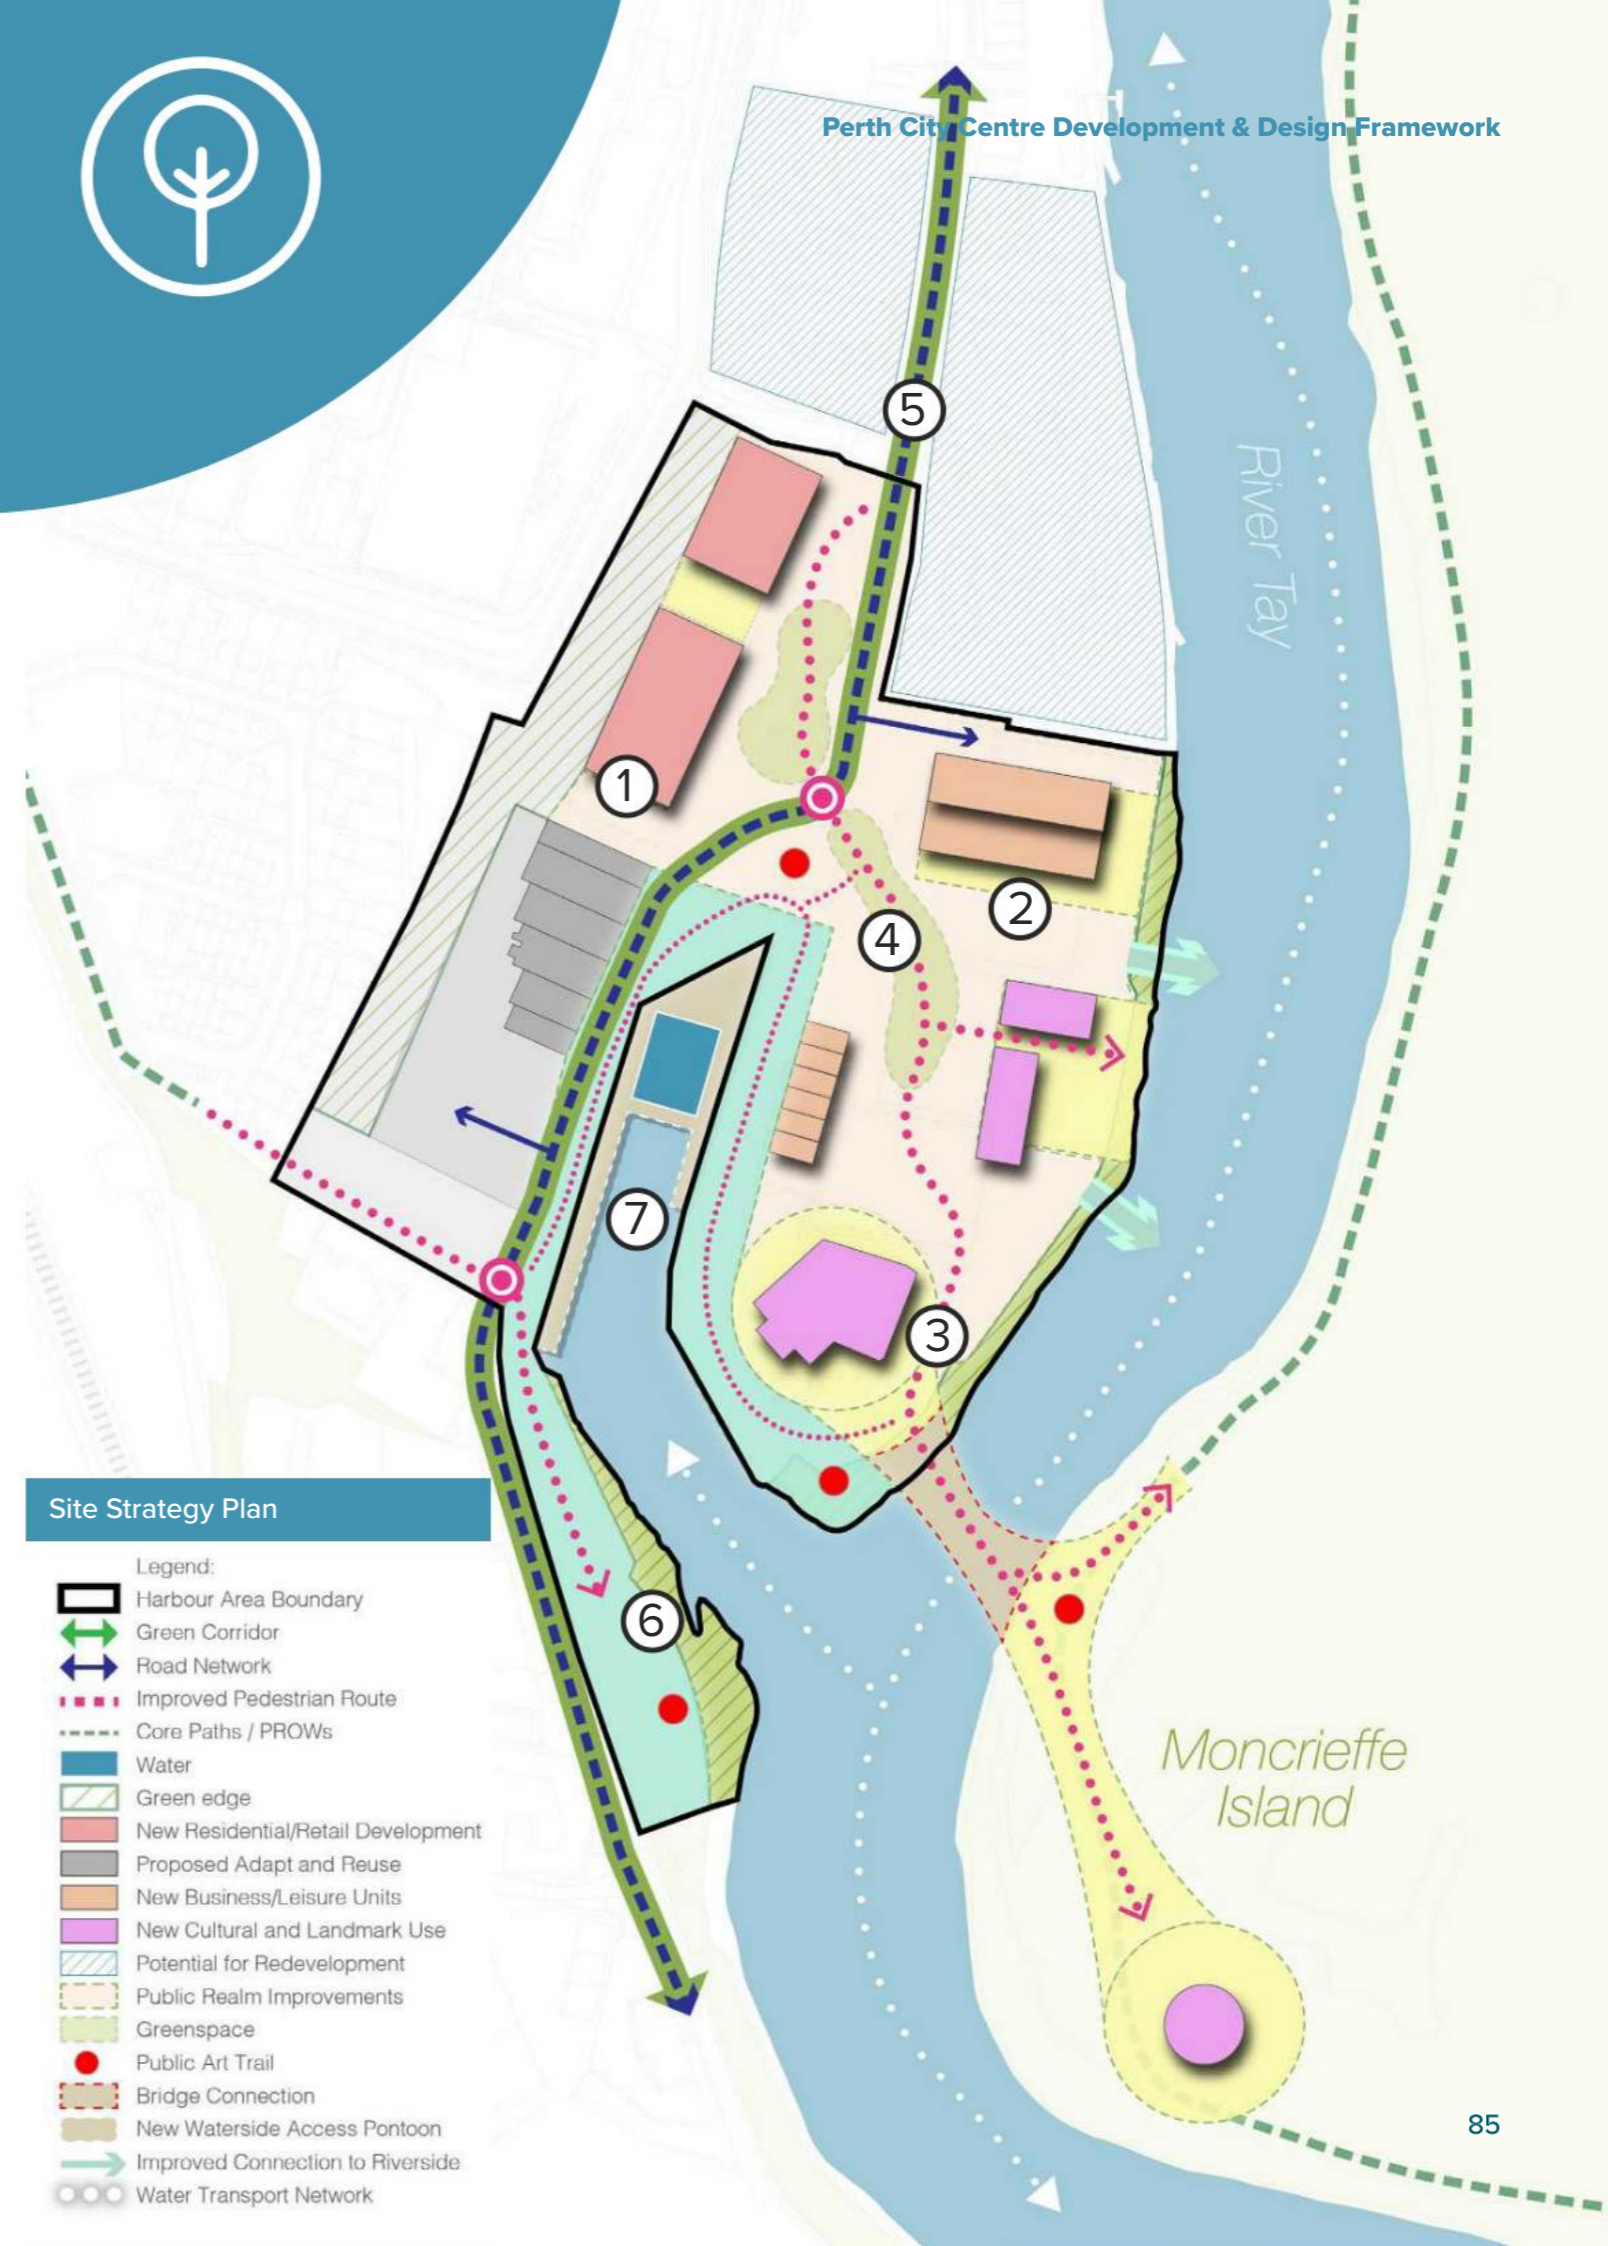 Perth City Centre Development & Design Framework
5
River Tay
1
2
4
7
3
6
Moncrieffe
Island
Site Strategy Plan
Legend:
Harbour Area Boundary
Green Corridor
Road Network
Improved Pedestrian Route
Core Paths / PROWs
Water
Green edge
New Residential/Retail Development
Proposed Adapt and Reuse
New Business/Leisure Units
New Cultural and Landmark Use
Potential for Redevelopment
Public Realm Improvements
Greenspace
Public Art Trail
Bridge Connection
New Waterside Access Pontoon
Improved Connection to Riverside
Water Transport Network
85